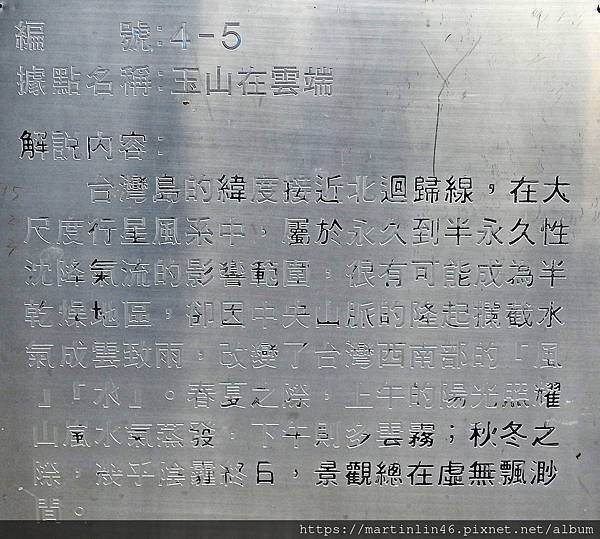 編　　號:4-5
據點名稱:玉山在雲端
解說內容:
台灣島的緯度接近北迴歸線，在大
尺度行星風系中，屬於永久到半永久性
沈降氣流的影響範圍，很有可能成為半
乾燥地區，卻因中央山脈的隆起攔截水
氣成雲致雨，改變了台灣西南部的『風
』『水』。春夏之際，上午的陽光照耀
山風水氣蒸發，下午則多雲霧；秋冬之
際，幾乎陰霾終日，景觀總在虛無飄渺
間。
https://martinlin46.pixnet.net/album